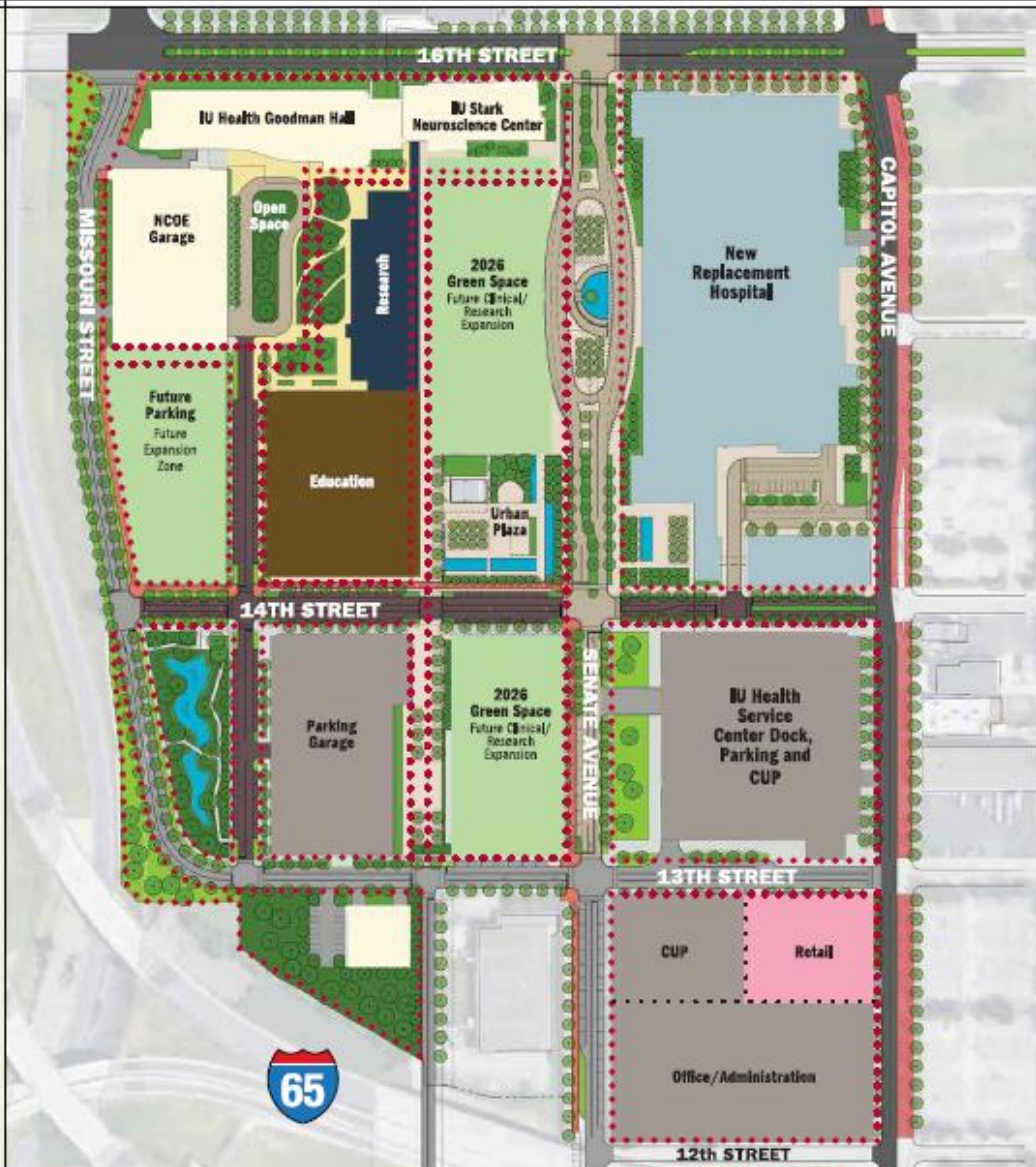 16TH STREET
IU Health Goodman Hall
IU Stark
Neuroscience Center
MISSOURI STREET
CAPITOL AVENUE
NCOE
Garage
Open
Space
Research
2026
Green Space
Future Clinical/
Research
Expansion
New
Replacement
Hospital
Future
Parking
Future
Expansion
Zone
Education
Urban
Plaza
14TH STREET
SENATE AVENUE
Parking
Garage
2026
Green Space
Future Clinical/
Research
Expansion
IU Health
Service
Center Dock,
Parking and
CUP
13TH STREET
CUP
Retail
Office/Administration
65
12th STREET